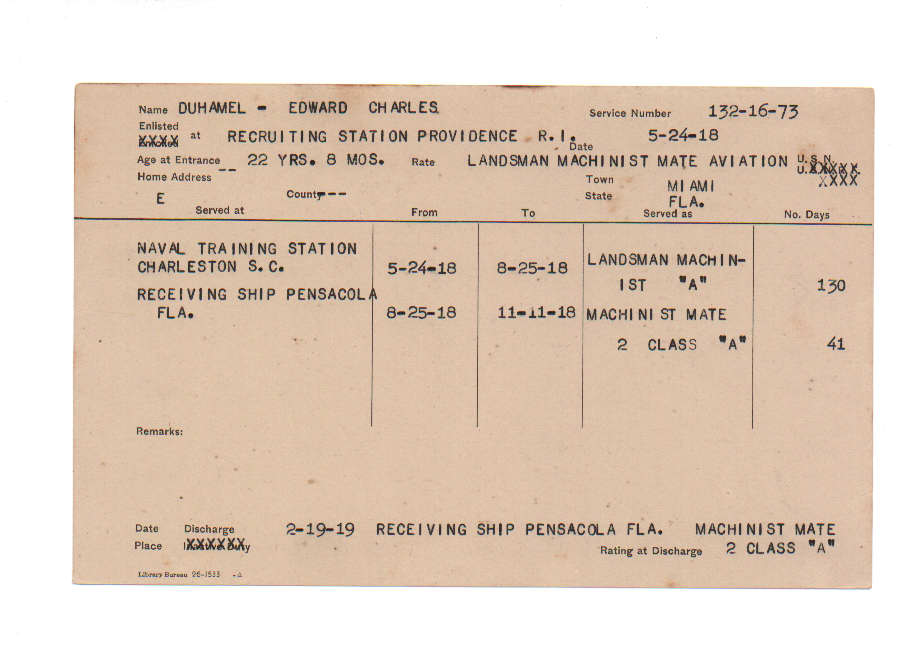 Name DUHAMEL - EDWARD CHARLES Service Number 132-16-73
Enlisted
XXXX at RECRUITING STATION PROVIDENCE R.I. Date 5-24-18
Age at Entrance 22 YRS. 8 MOS. Rate LANDSMAN MACHINIST MATE AVIATION U.S.N.
Home Address -- Town MIAMI XXXX
E County--- State FLA.
Served at From To Served as No. Days
NAVAL TRAINING STATION
CHARLESTON S.C. 5-24-18 8-25-18 LANDSMAN MACHIN-
IST "A" 130
RECEIVING SHIP PENSACOLA
FLA. 8-25-18 11-11-18 MACHINIST MATE
2 CLASS "A" 41
Remarks:
Date Discharge 2-19-19 RECEIVING SHIP PENSACOLA FLA. MACHINIST MATE
Place XXXXXX Rating at Discharge 2 CLASS "A"
Library Bureau 26-1533